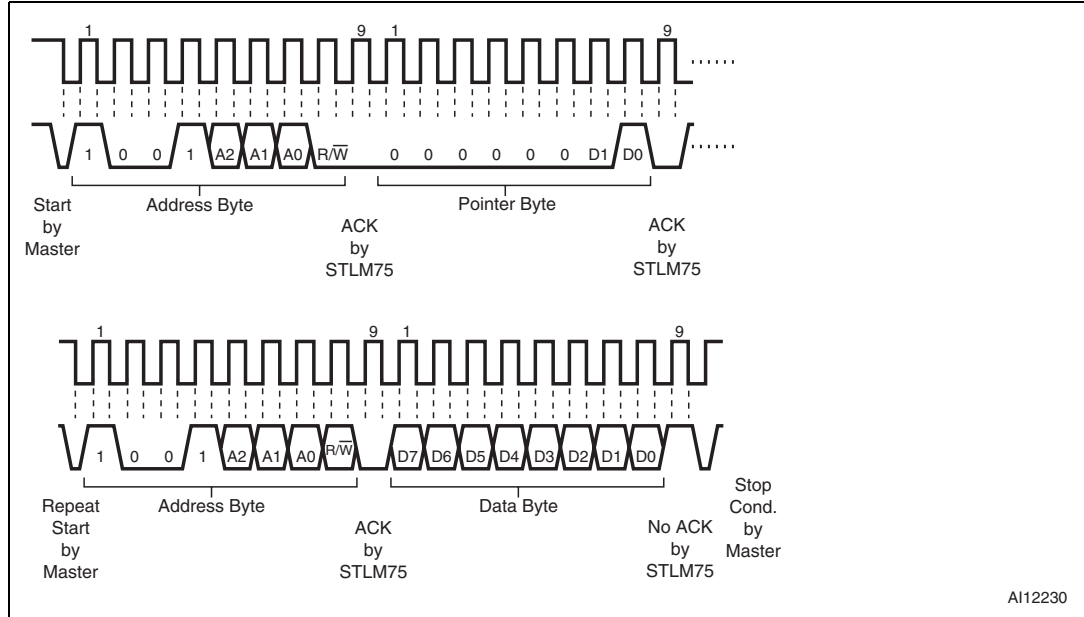 1 9 1 9
1 0 0 1 A2 A1 A0 R/W̅ 0 0 0 0 0 0 D1 D0
Start
by
Master
Address Byte
ACK
by
STLM75
Pointer Byte
ACK
by
STLM75
1 9 1 9
1 0 0 1 A2 A1 A0 R/W̅ D7 D6 D5 D4 D3 D2 D1 D0
Repeat
Start
by
Master
Address Byte
ACK
by
STLM75
Data Byte
No ACK
by
STLM75
Stop
Cond.
by
Master
AI12230